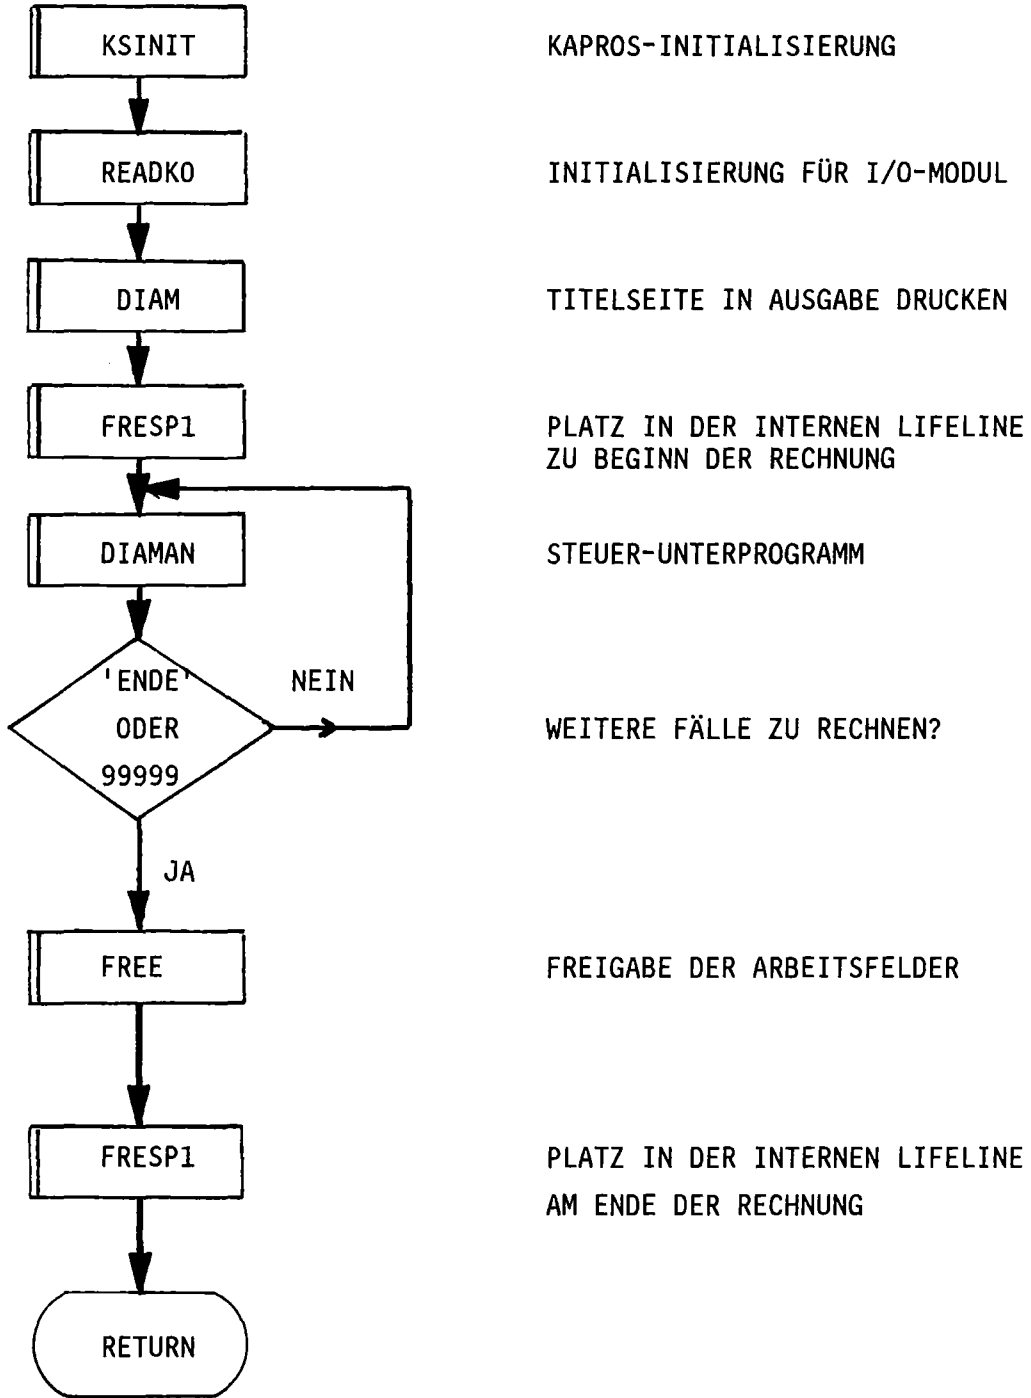 KSINIT KAPROS-INITIALISIERUNG
READKO INITIALISIERUNG FÜR I/O-MODUL
DIAM TITELSEITE IN AUSGABE DRUCKEN
FRESP1 PLATZ IN DER INTERNEN LIFELINE
ZU BEGINN DER RECHNUNG
DIAMAN STEUER-UNTERPROGRAMM
'ENDE' NEIN
ODER WEITERE FÄLLE ZU RECHNEN?
99999
JA
FREE FREIGABE DER ARBEITSFELDER
FRESP1 PLATZ IN DER INTERNEN LIFELINE
AM ENDE DER RECHNUNG
RETURN